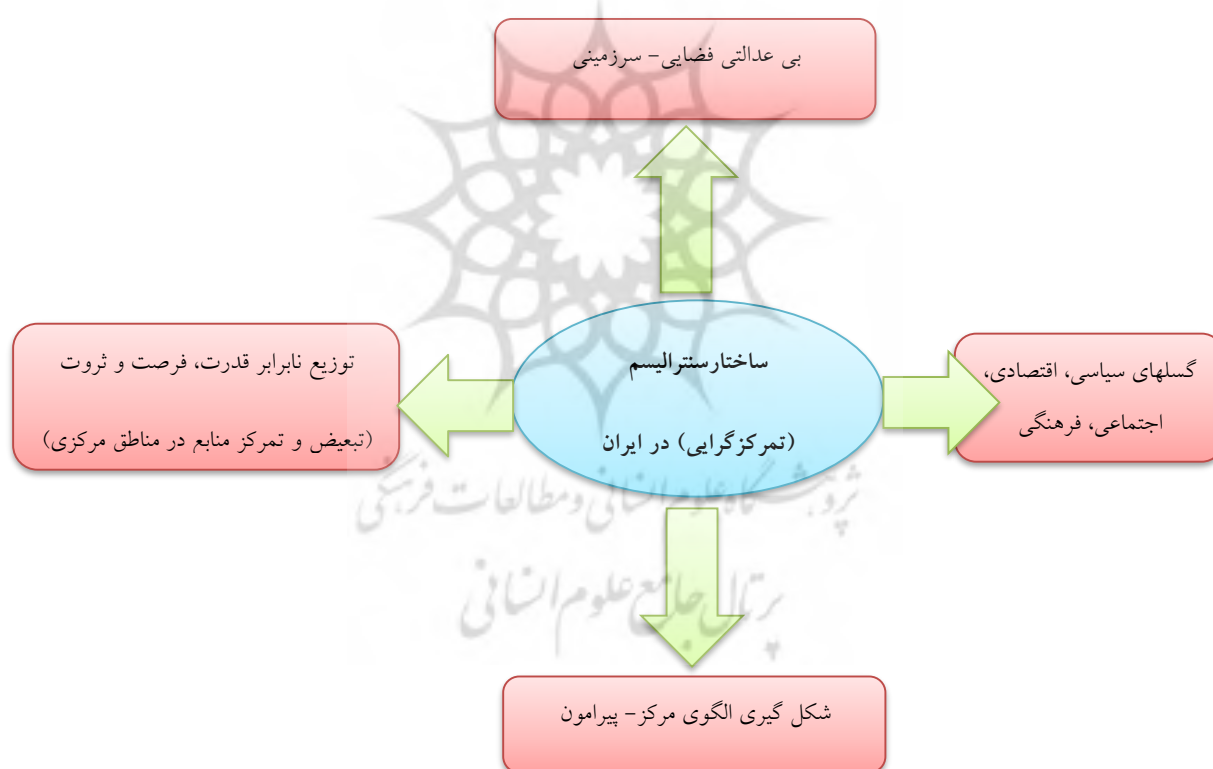 بی عدالتی فضایی- سرزمینی
ساختارسنترالیسم
(تمرکزگرایی) در ایران
گسلهای سیاسی، اقتصادی،
اجتماعی، فرهنگی
توزیع نابرابر قدرت، فرصت و ثروت
(تبعیض و تمرکز منابع در مناطق مرکزی)
پژوهشگاه علوم انسانی و مطالعات فرهنگی
پرتال جامع علوم انسانی
شکل گیری الگوی مرکز- پیرامون